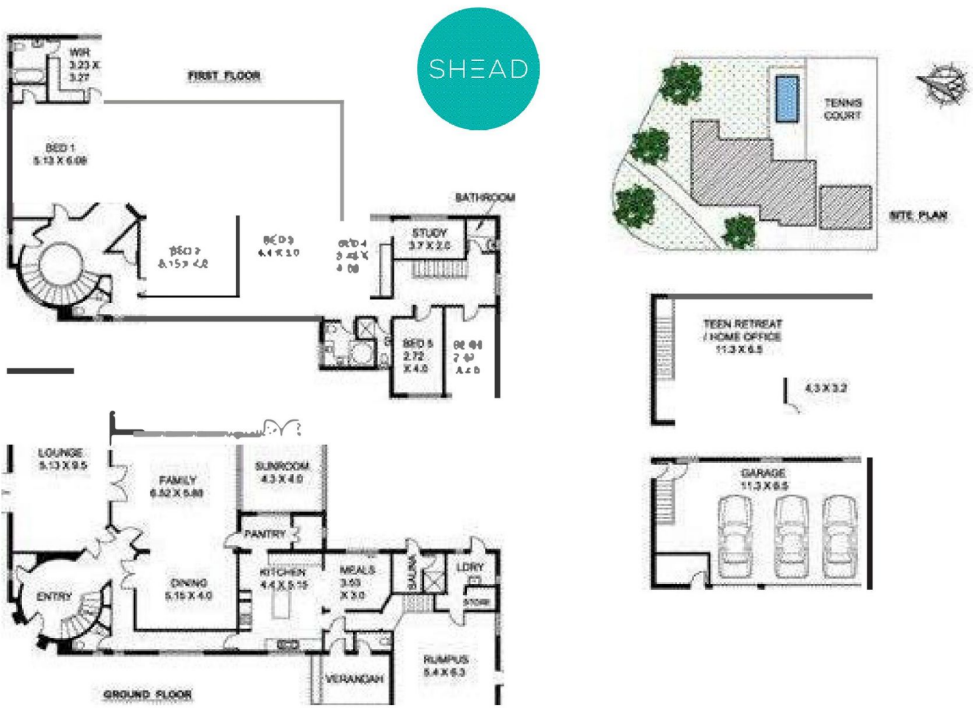 SHEAD
WIR
3.23 X
3.27
FIRST FLOOR
BED 1
5.13 X 6.08
BATHROOM
STUDY
3.7 X 2.0
BED 5
2.72
X 4.0
TENNIS
COURT
SITE PLAN
TEEN RETREAT
/ HOME OFFICE
11.3 X 6.5
4.3 X 3.2
GARAGE
11.3 X 6.5
LOUNGE
5.13 X 9.5
FAMILY
6.52 X 5.88
SUNROOM
4.3 X 4.0
PANTRY
KITCHEN
4.4 X 5.15
MEALS
3.53
X 3.0
SAUNA
LDRY
STORE
ENTRY
DINING
5.15 X 4.0
RUMPUS
5.4 X 6.3
VERANDAH
GROUND FLOOR